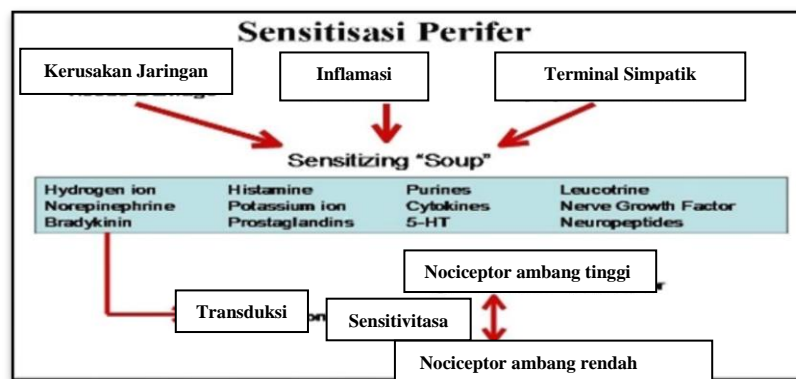 Sensitisasi Perifer
Kerusakan Jaringan
Inflamasi
Terminal Simpatik
Sensitizing "Soup"
Hydrogen ion Histamine Purines Leucotrine
Norepinephrine Potassium ion Cytokines Nerve Growth Factor
Bradykinin Prostaglandins 5-HT Neuropeptides
Nociceptor ambang tinggi
Transduksi
Sensitivitasa
Nociceptor ambang rendah